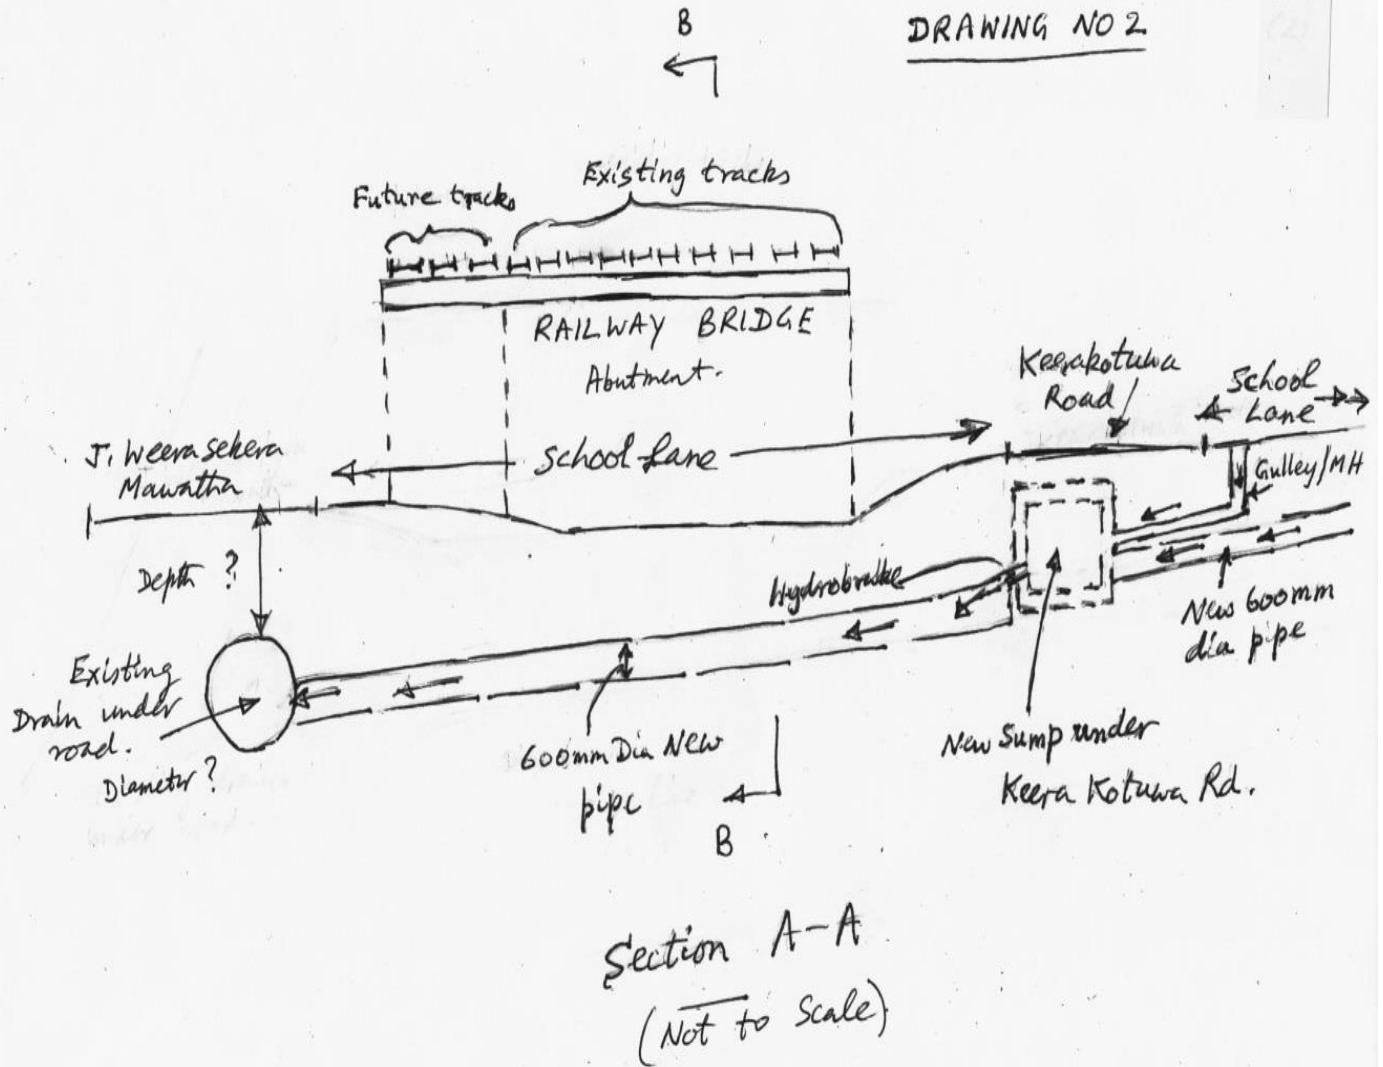 B
DRAWING NO 2
Existing tracks
Future tracks
RAILWAY BRIDGE
Abutment.
Keerakotuwa
Road
School
Lane
J. Weerasekera
Mawatha
School Lane
Gulley/MH
Depth ?
Hydrobrake
New 600mm
dia pipe
Existing
Drain under
road.
Diameter ?
600mm Dia New
pipe
New Sump under
Keera Kotuwa Rd.
B
Section A-A
(Not to Scale)